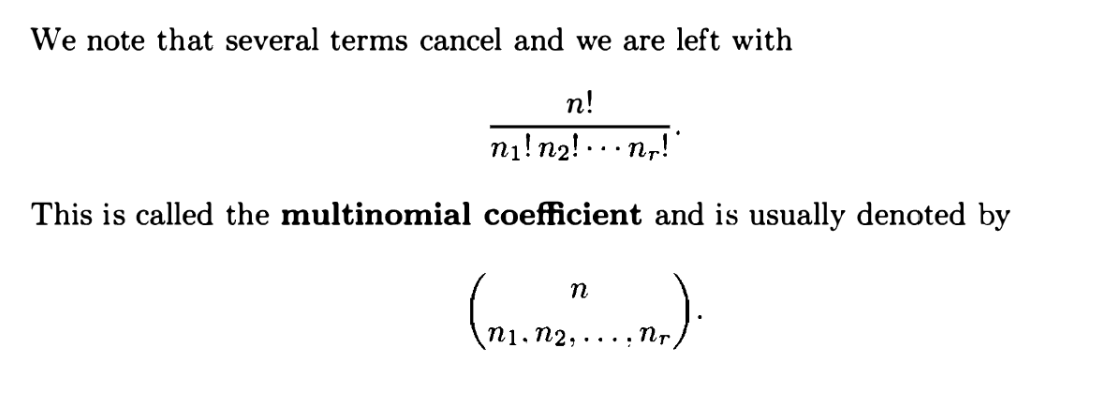 We note that several terms cancel and we are left with
n!
n₁! n₂! · · · nᵣ!.
This is called the multinomial coefficient and is usually denoted by
(n
n₁, n₂, . . . , nᵣ).